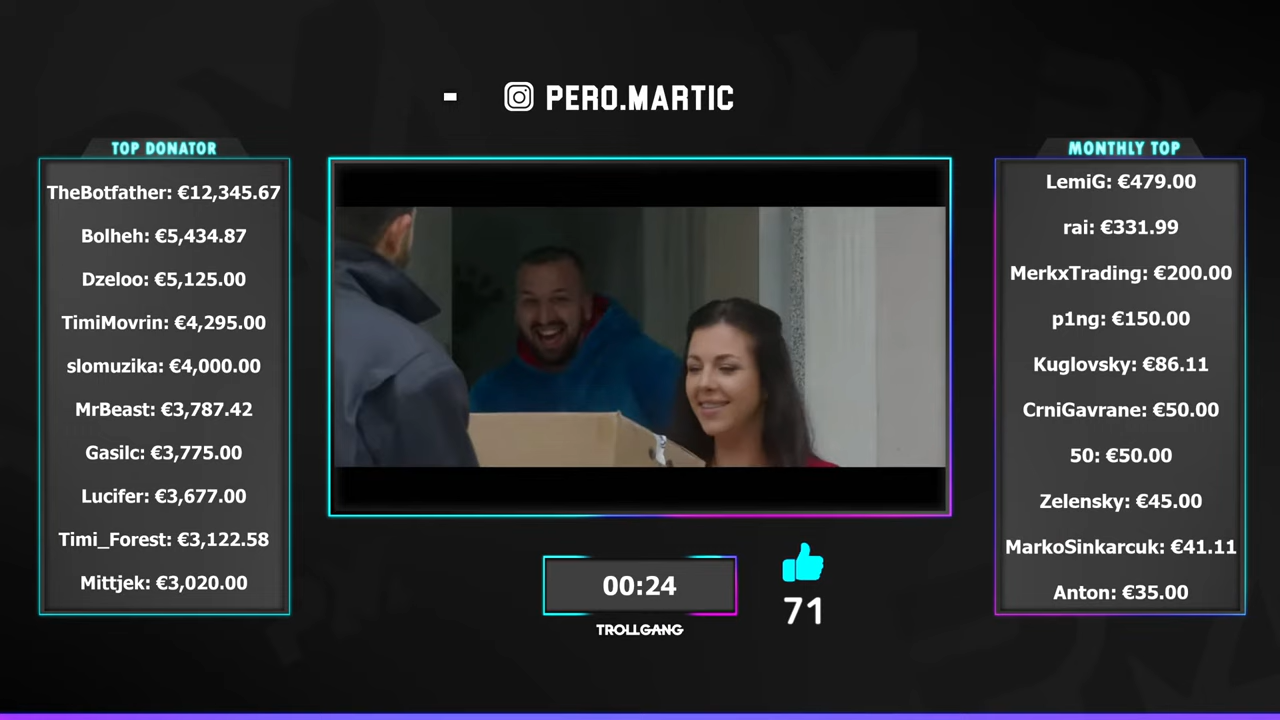 - PERO.MARTIC
TOP DONATOR
TheBotfather: €12,345.67
Bolheh: €5,434.87
Dzeloo: €5,125.00
TimiMovrin: €4,295.00
slomuzika: €4,000.00
MrBeast: €3,787.42
Gasilc: €3,775.00
Lucifer: €3,677.00
Timi_Forest: €3,122.58
Mittjek: €3,020.00
00:24
TROLLGANG
71
MONTHLY TOP
LemiG: €479.00
rai: €331.99
MerkxTrading: €200.00
p1ng: €150.00
Kuglovsky: €86.11
CrniGavrane: €50.00
50: €50.00
Zelensky: €45.00
MarkoSinkarcuk: €41.11
Anton: €35.00